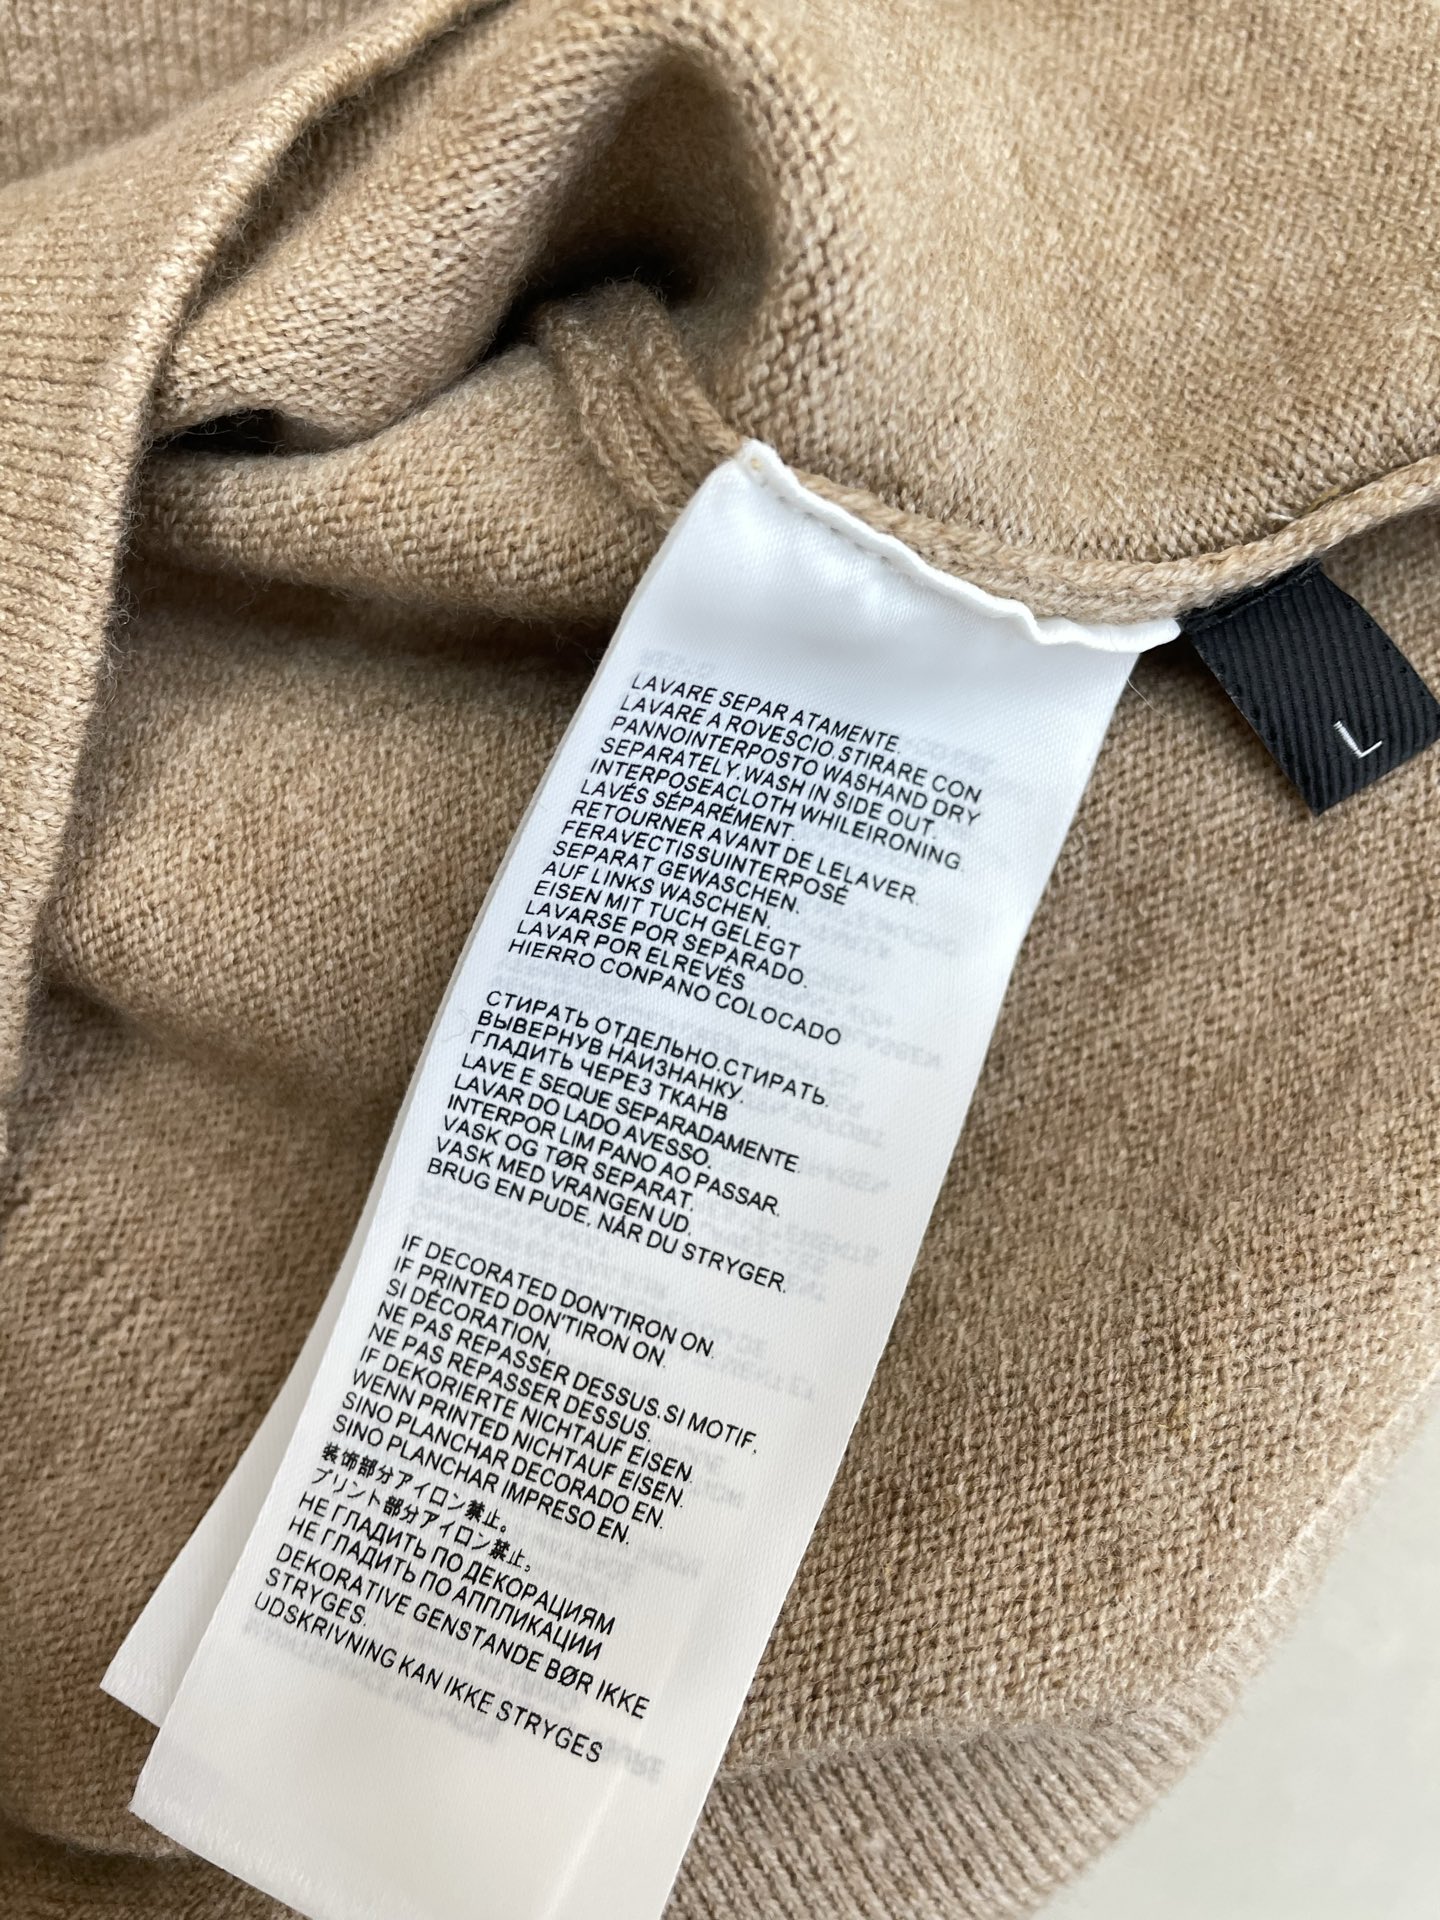 LAVARE SEPAR ATAMENTE.
LAVARE A ROVESCIO.STIRARE CON
PANNOINTERPOSTO WASHAND DRY
SEPARATELY.WASH IN SIDE OUT.
INTERPOSEACLOTH WHILEIRONING.
LAVÉS SÉPARÉMENT.
RETOURNER AVANT DE LELAVER.
FERAVECTISSUINTERPOSÉ
SEPARAT GEWASCHEN.
AUF LINKS WASCHEN.
EISEN MIT TUCH GELEGT
LAVARSE POR SEPARADO.
LAVAR POR ELREVÉS
HIERRO CONPANO COLOCADO
СТИРАТЬ ОТДЕЛЬНО.СТИРАТЬ.
ВЫВЕРНУВ НАИЗНАНКУ.
ГЛАДИТЬ ЧЕРЕЗ ТКАНВ
LAVE E SEQUE SEPARADAMENTE.
LAVAR DO LADO AVESSO.
INTERPOR LIM PANO AO PASSAR.
VASK OG TØR SEPARAT.
VASK MED VRANGEN UD.
BRUG EN PUDE, NÅR DU STRYGER.
IF DECORATED DON'TIRON ON.
IF PRINTED DON'TIRON ON.
SI DÉCORATION,
NE PAS REPASSER DESSUS.SI MOTIF,
NE PAS REPASSER DESSUS.
IF DEKORIERTE NICHTAUF EISEN.
WENN PRINTED NICHTAUF EISEN.
SINO PLANCHAR DECORADO EN.
SINO PLANCHAR IMPRESO EN.
装饰部分アイロン禁止。
プリント部分アイロン禁止。
НЕ ГЛАДИТЬ ПО ДЕКОРАЦИЯМ
НЕ ГЛАДИТЬ ПО АППЛИКАЦИИ
DEKORATIVE GENSTANDE BØR IKKE
STRYGES.
UDSKRIVNING KAN IKKE STRYGES
L